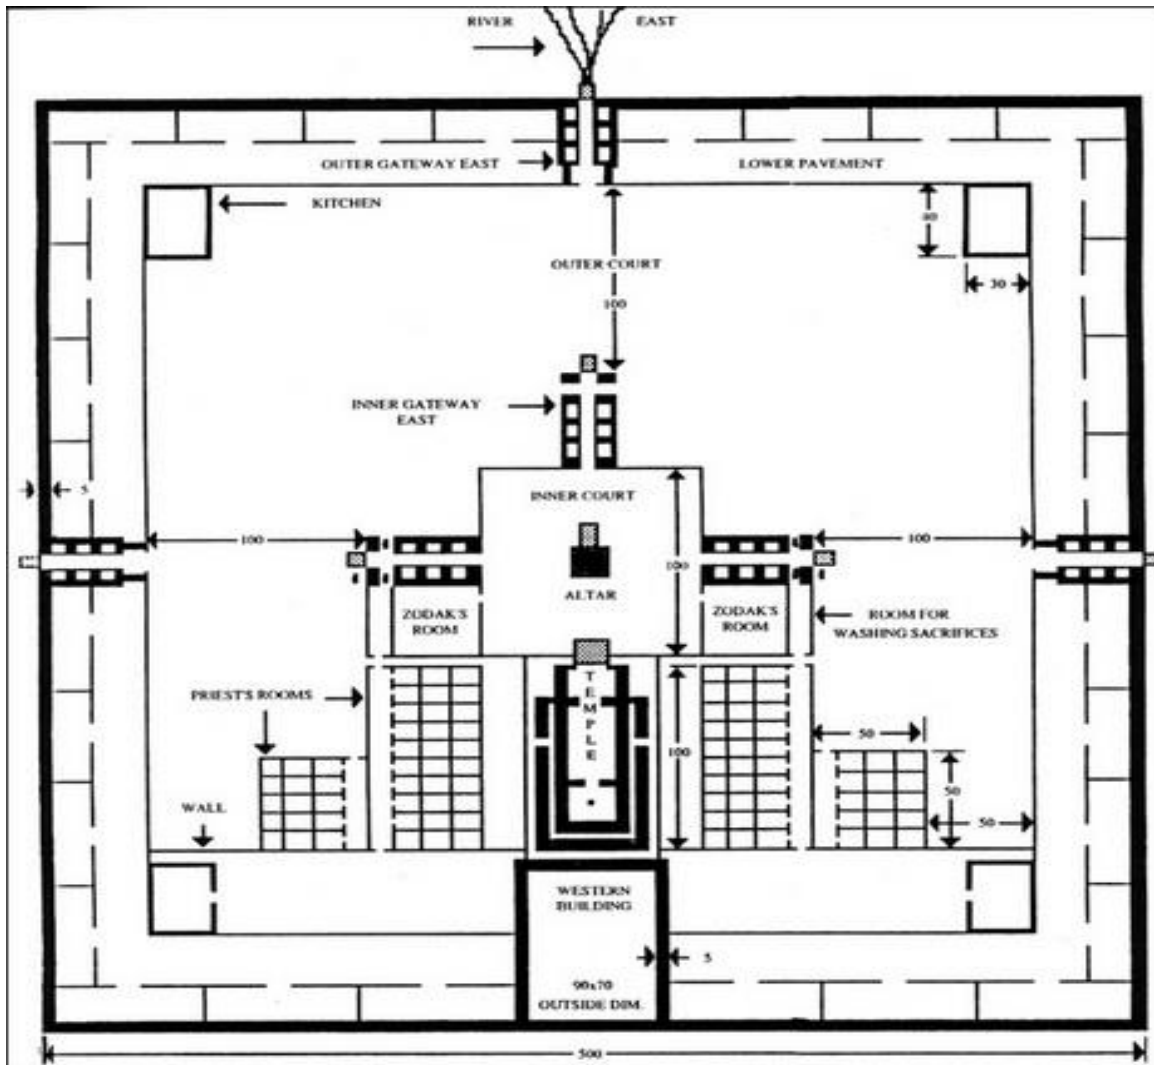 RIVER
EAST
OUTER GATEWAY EAST
LOWER PAVEMENT
KITCHEN
40
OUTER COURT
30
100
INNER GATEWAY
EAST
5
INNER COURT
100
100
100
ALTAR
ZODAK'S
ROOM
ZODAK'S
ROOM
ROOM FOR
WASHING SACRIFICES
TEMPLE
PRIEST'S ROOMS
50
100
50
WALL
50
WESTERN
BUILDING
5
90x70
OUTSIDE DIM.
500